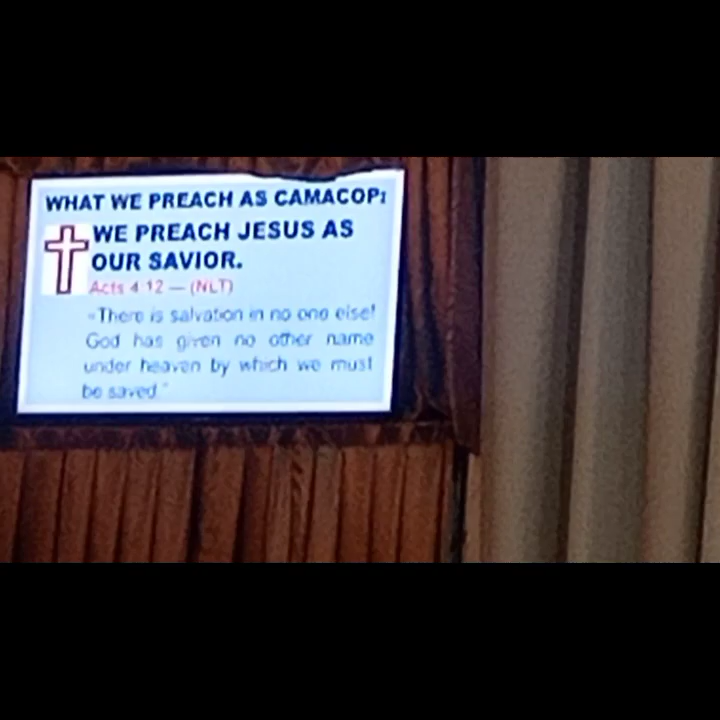 WHAT WE PREACH AS CAMACOP:
WE PREACH JESUS AS
OUR SAVIOR.
Acts 4:12 — (NLT)
“There is salvation in no one else!
God has given no other name
under heaven by which we must
be saved.”